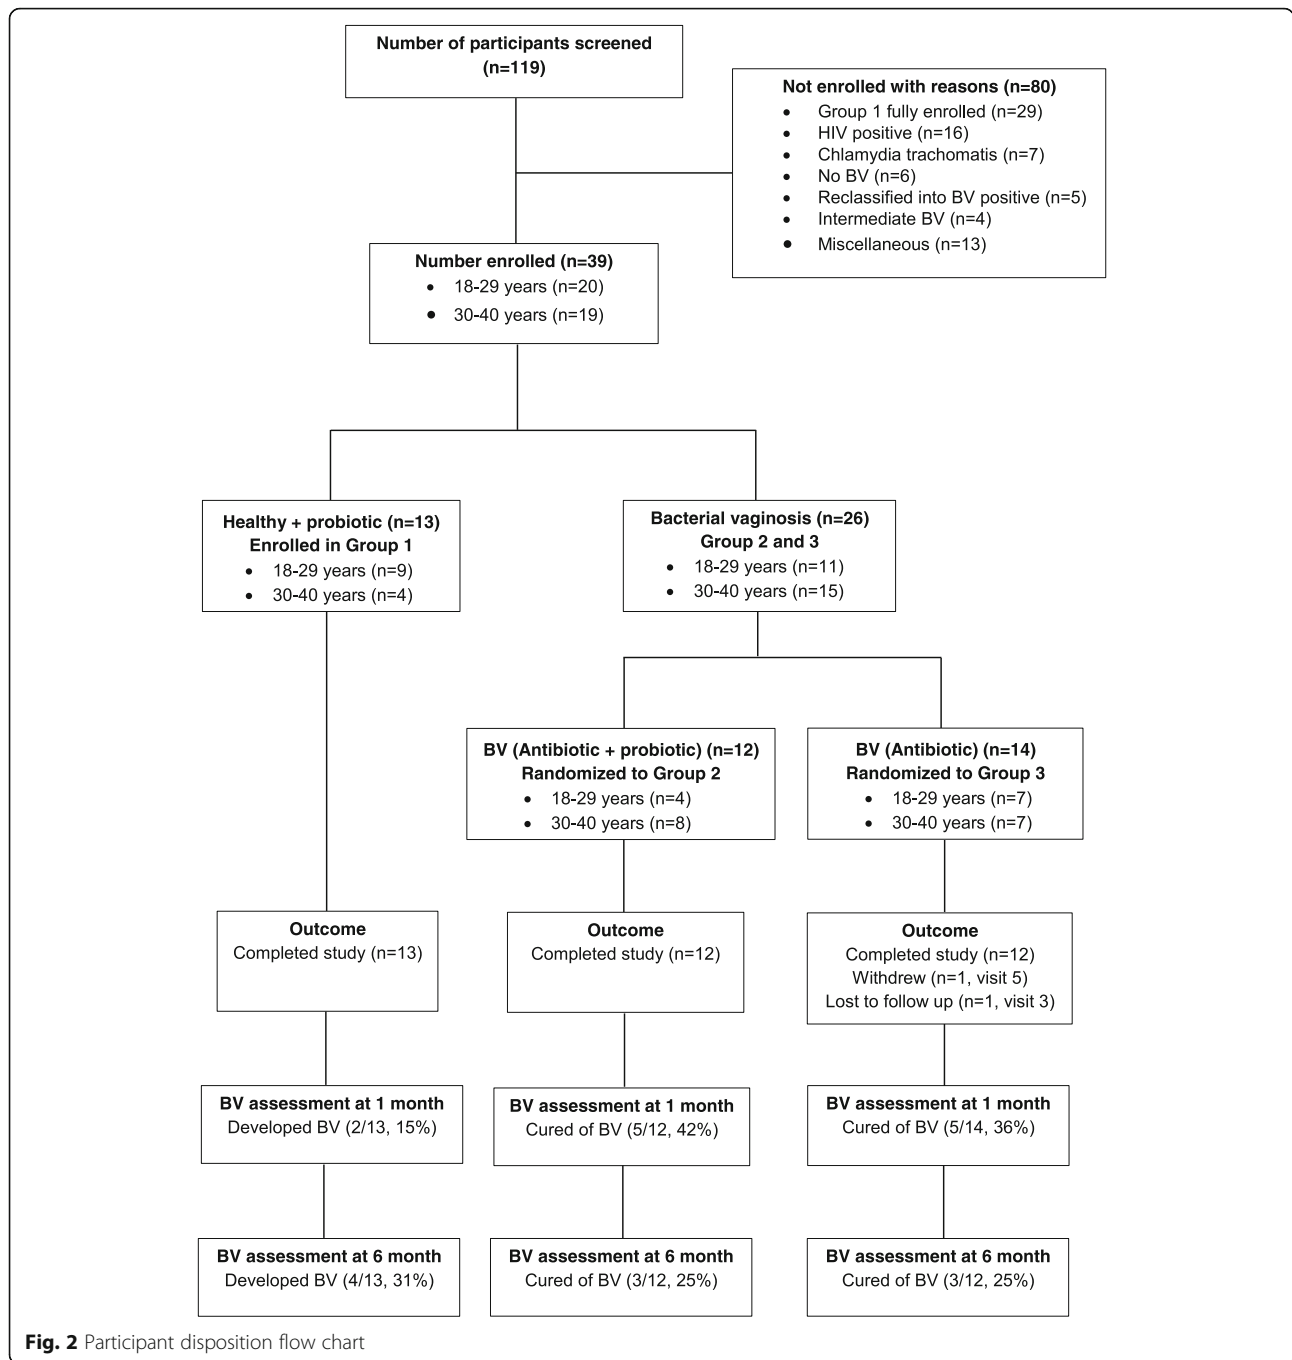 Number of participants screened
(n=119)
Not enrolled with reasons (n=80)
• Group 1 fully enrolled (n=29)
• HIV positive (n=16)
• Chlamydia trachomatis (n=7)
• No BV (n=6)
• Reclassified into BV positive (n=5)
• Intermediate BV (n=4)
• Miscellaneous (n=13)
Number enrolled (n=39)
• 18-29 years (n=20)
• 30-40 years (n=19)
Healthy + probiotic (n=13)
Enrolled in Group 1
• 18-29 years (n=9)
• 30-40 years (n=4)
Bacterial vaginosis (n=26)
Group 2 and 3
• 18-29 years (n=11)
• 30-40 years (n=15)
BV (Antibiotic + probiotic) (n=12)
Randomized to Group 2
• 18-29 years (n=4)
• 30-40 years (n=8)
BV (Antibiotic) (n=14)
Randomized to Group 3
• 18-29 years (n=7)
• 30-40 years (n=7)
Outcome
Completed study (n=13)
Outcome
Completed study (n=12)
Outcome
Completed study (n=12)
Withdrew (n=1, visit 5)
Lost to follow up (n=1, visit 3)
BV assessment at 1 month
Developed BV (2/13, 15%)
BV assessment at 1 month
Cured of BV (5/12, 42%)
BV assessment at 1 month
Cured of BV (5/14, 36%)
BV assessment at 6 month
Developed BV (4/13, 31%)
BV assessment at 6 month
Cured of BV (3/12, 25%)
BV assessment at 6 month
Cured of BV (3/12, 25%)
Fig. 2 Participant disposition flow chart